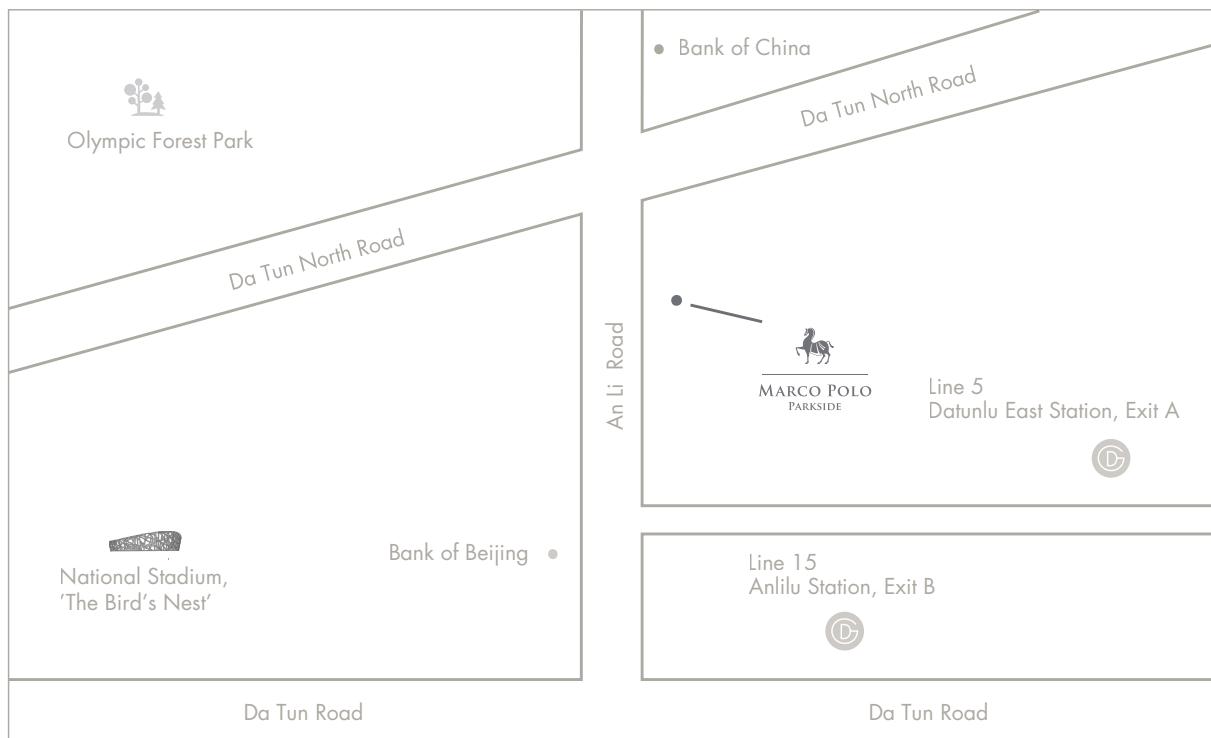 Bank of China
Da Tun North Road
Olympic Forest Park
Da Tun North Road
An Li Road
MARCO POLO
PARKSIDE
Line 5
Datunlu East Station, Exit A
Bank of Beijing
National Stadium,
'The Bird's Nest'
Line 15
Anlilu Station, Exit B
Da Tun Road
Da Tun Road